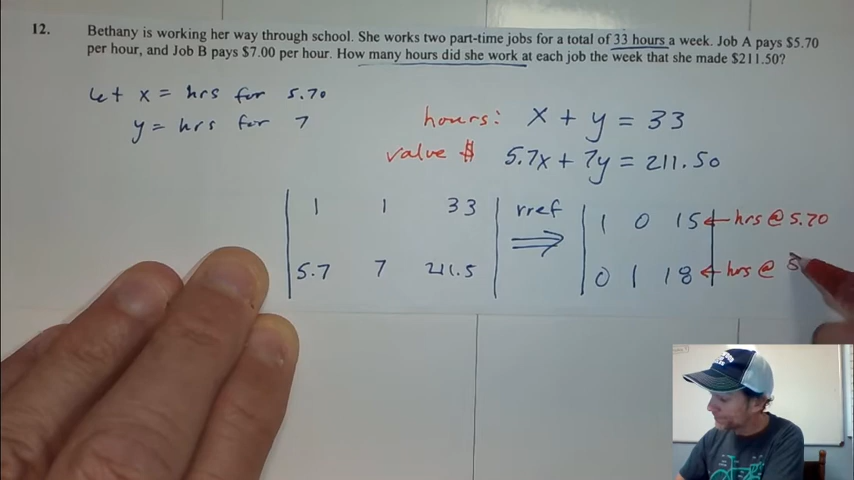 12. Bethany is working her way through school. She works two part-time jobs for a total of 33 hours a week. Job A pays $5.70
per hour, and Job B pays $7.00 per hour. How many hours did she work at each job the week that she made $211.50?
Let x = hrs for 5.70
y = hrs for 7
hours: x + y = 33
value $ 5.7x + 7y = 211.50
1 1 33 rref 1 0 15 ← hrs @ 5.70
5.7 7 211.5 ⇒ 0 1 18 ← hrs @